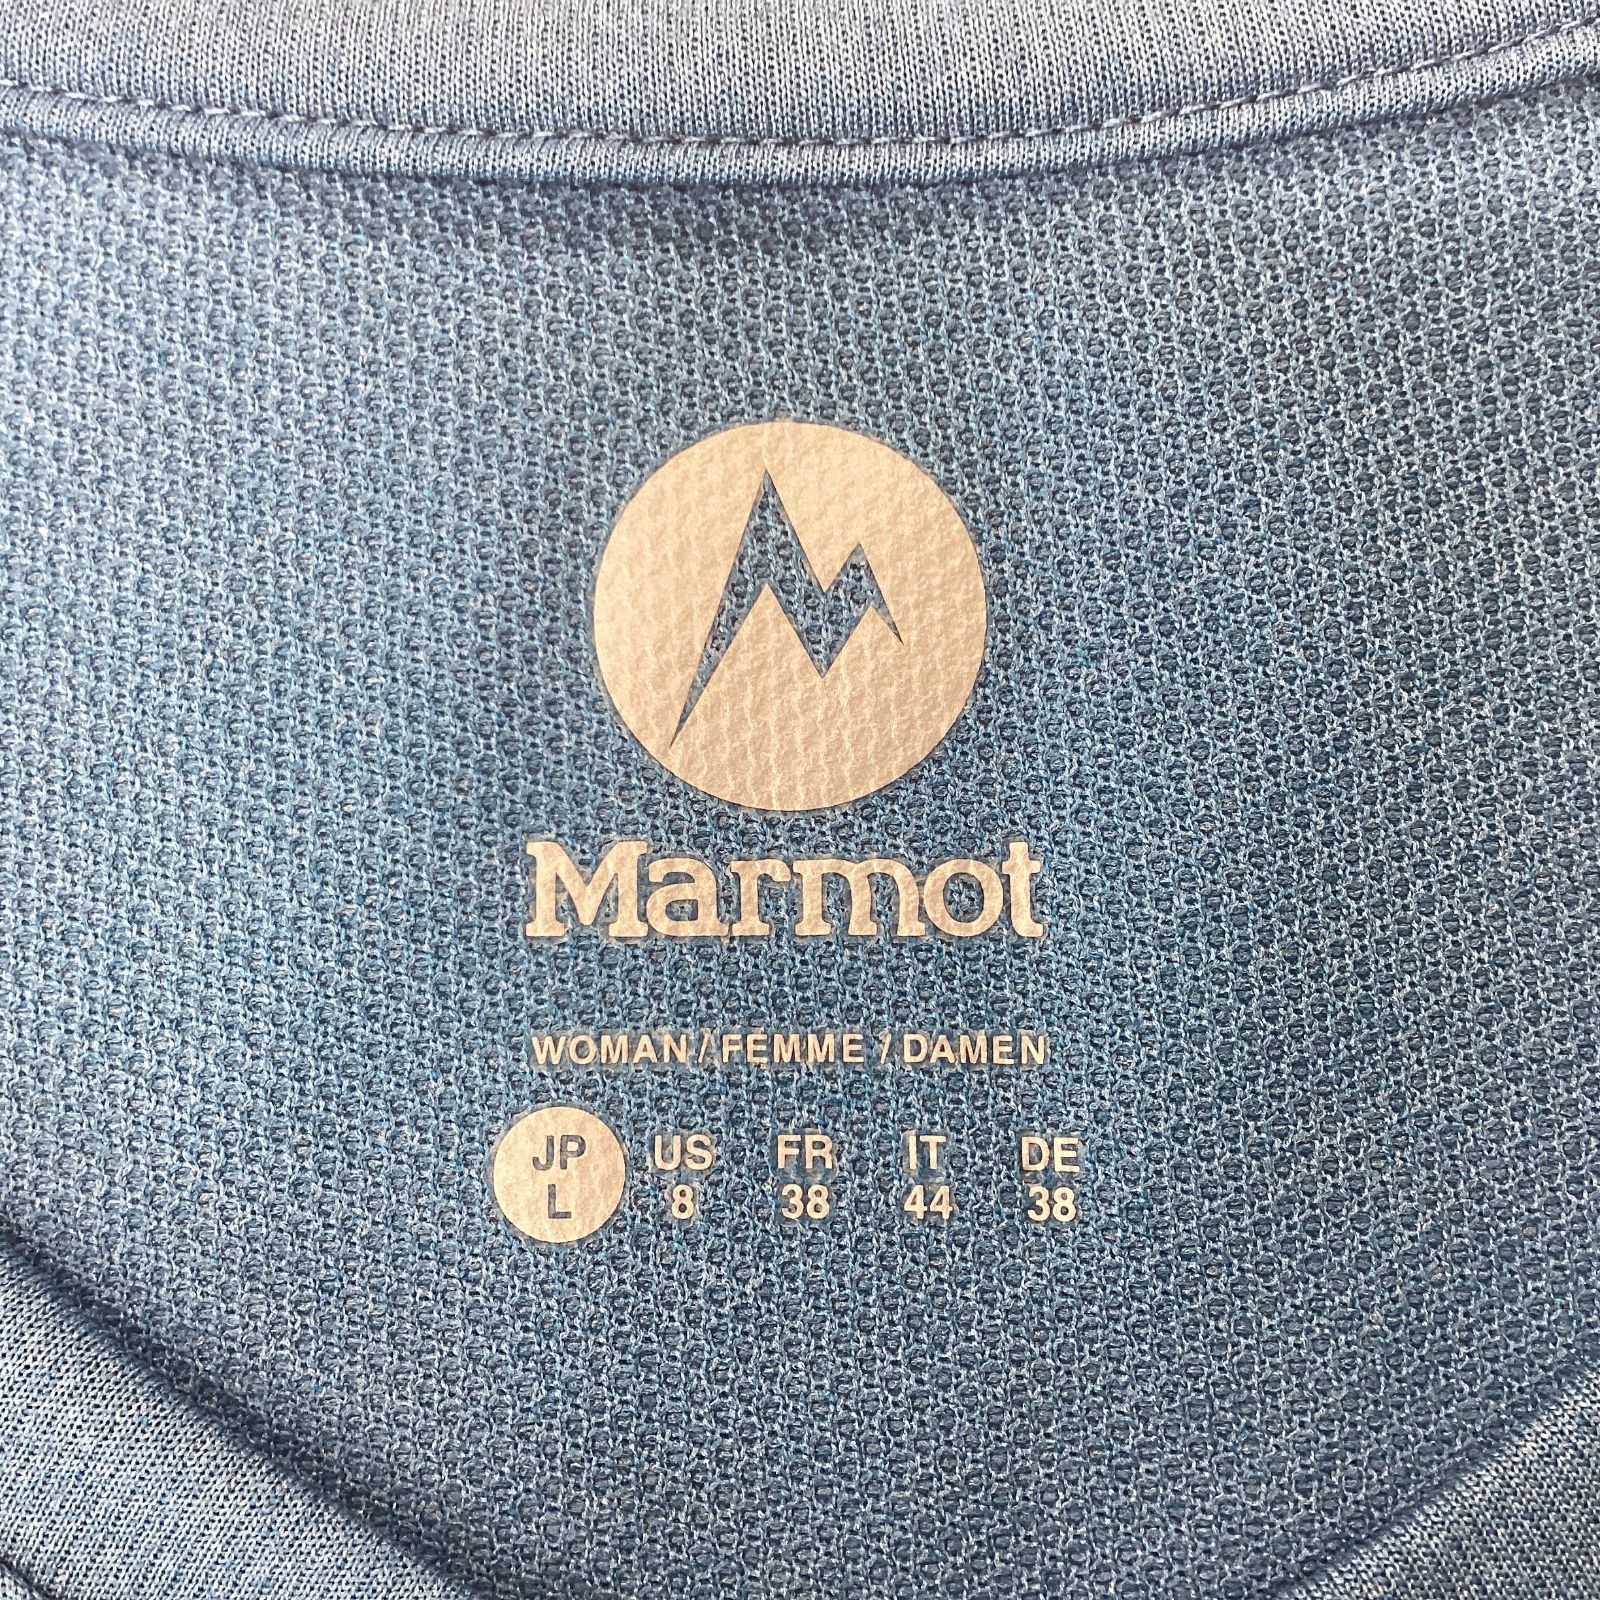 Marmot
WOMAN / FEMME / DAMEN
JP US FR IT DE
L 8 38 44 38